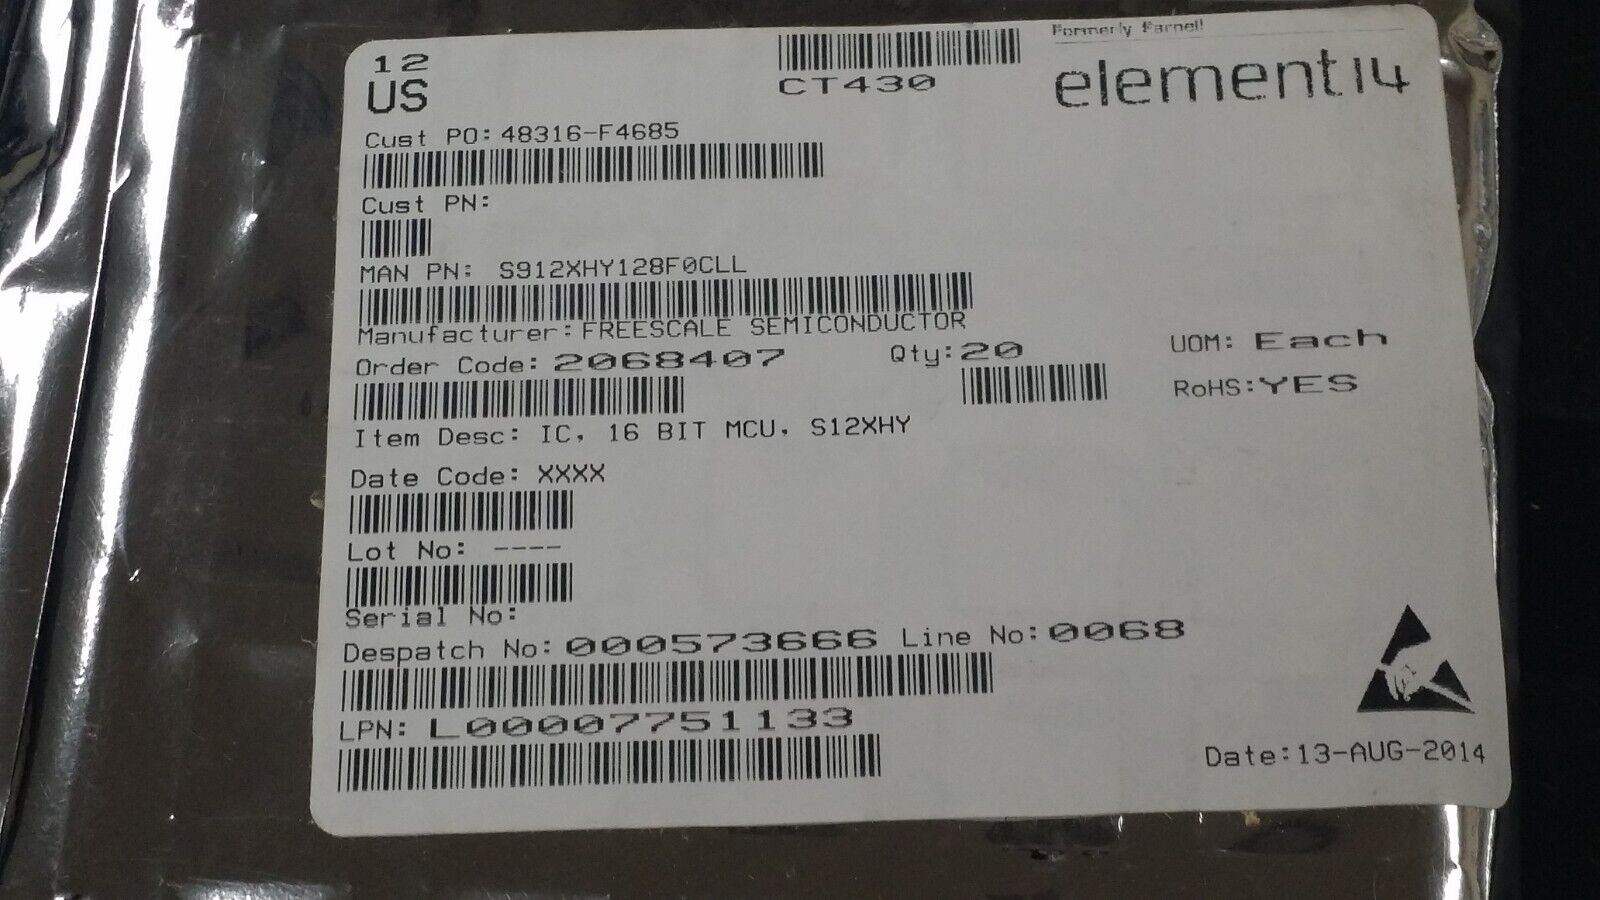 12
US
CT430
Formerly Farnell
element14
Cust PO: 48316-F4685
Cust PN:
MAN PN: S912XHY128F0CLL
Manufacturer: FREESCALE SEMICONDUCTOR
Order Code: 2068407 Qty: 20 UOM: Each
RoHS: YES
Item Desc: IC, 16 BIT MCU, S12XHY
Date Code: XXXX
Lot No: ----
Serial No:
Despatch No: 000573666 Line No: 0068
LPN: L00007751133
Date: 13-AUG-2014